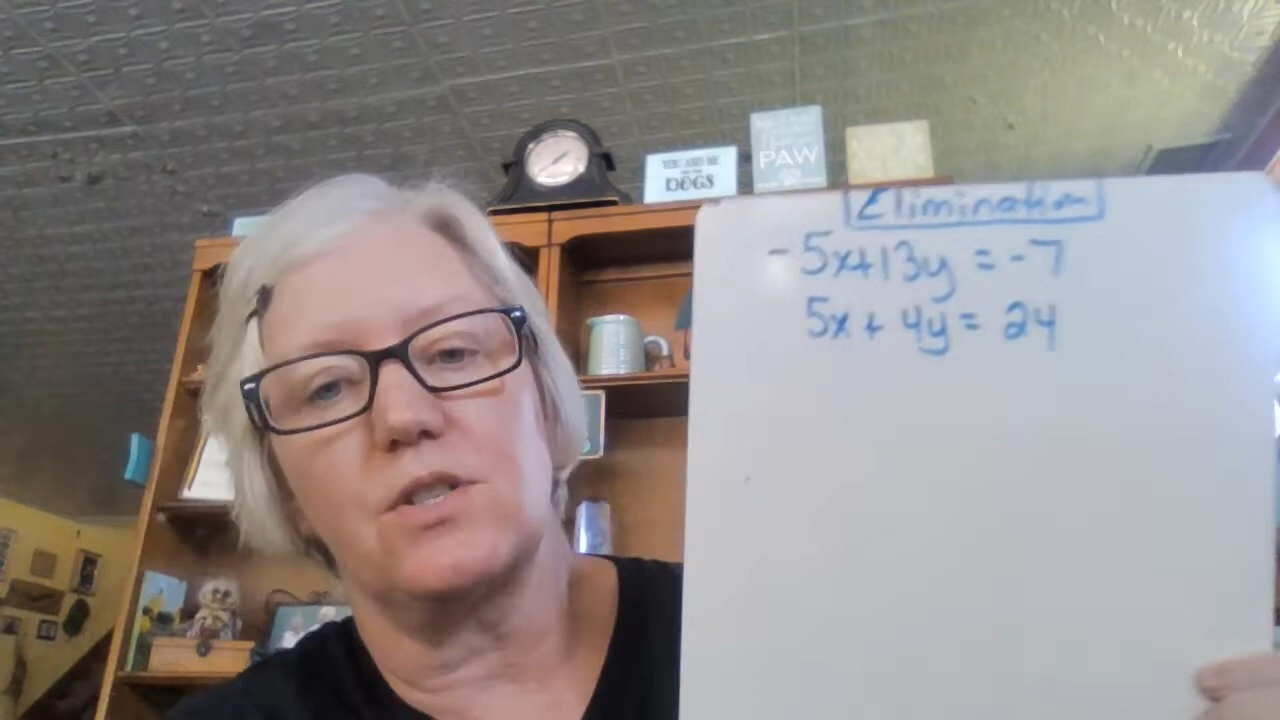 YOU AND ME
DOGS
PAW
Elimination
-5x+13y = -7
5x + 4y = 24